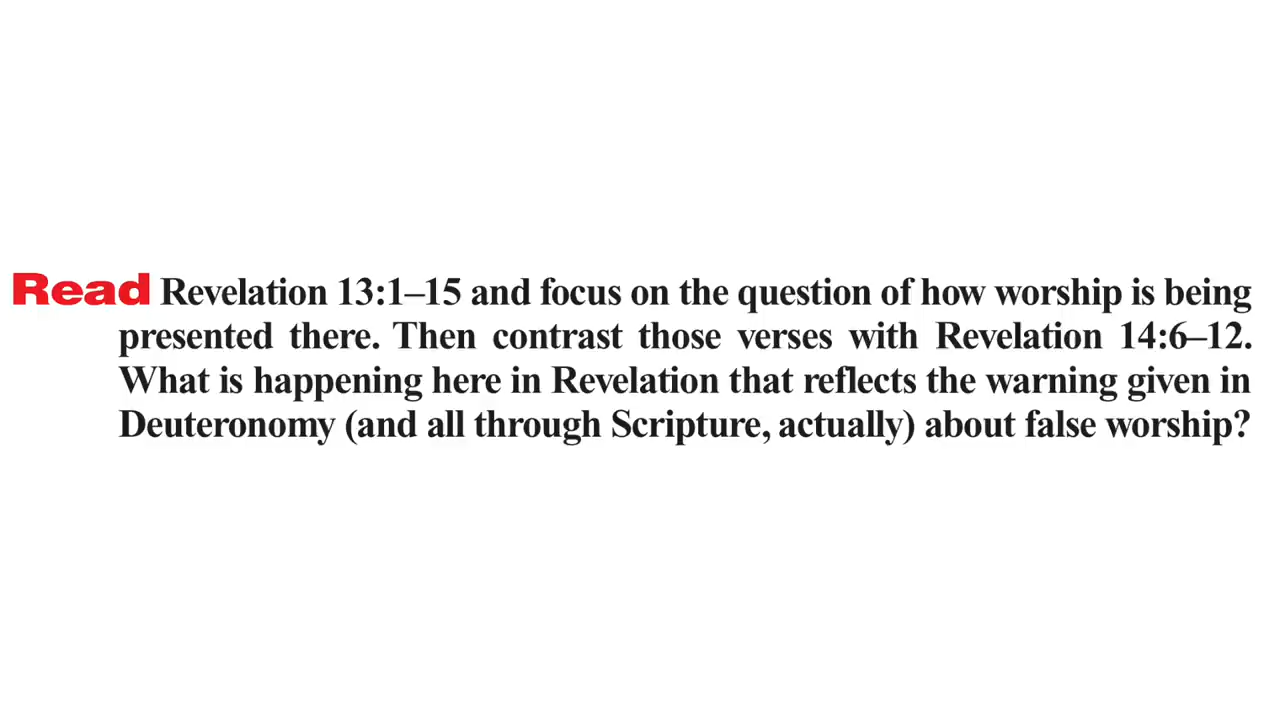 Read Revelation 13:1–15 and focus on the question of how worship is being
presented there. Then contrast those verses with Revelation 14:6–12.
What is happening here in Revelation that reflects the warning given in
Deuteronomy (and all through Scripture, actually) about false worship?